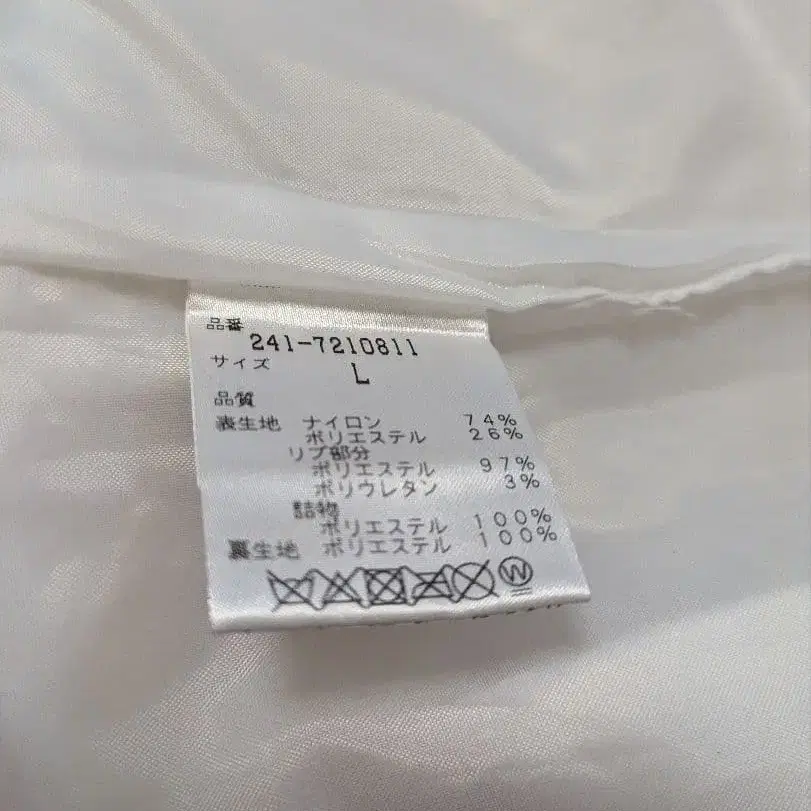 品番
241-7210811
サイズ L
品質
表生地 ナイロン 74%
ポリエステル 26%
リブ部分
ポリエステル 97%
ポリウレタン 3%
詰物
ポリエステル 100%
裏生地 ポリエステル 100%
W